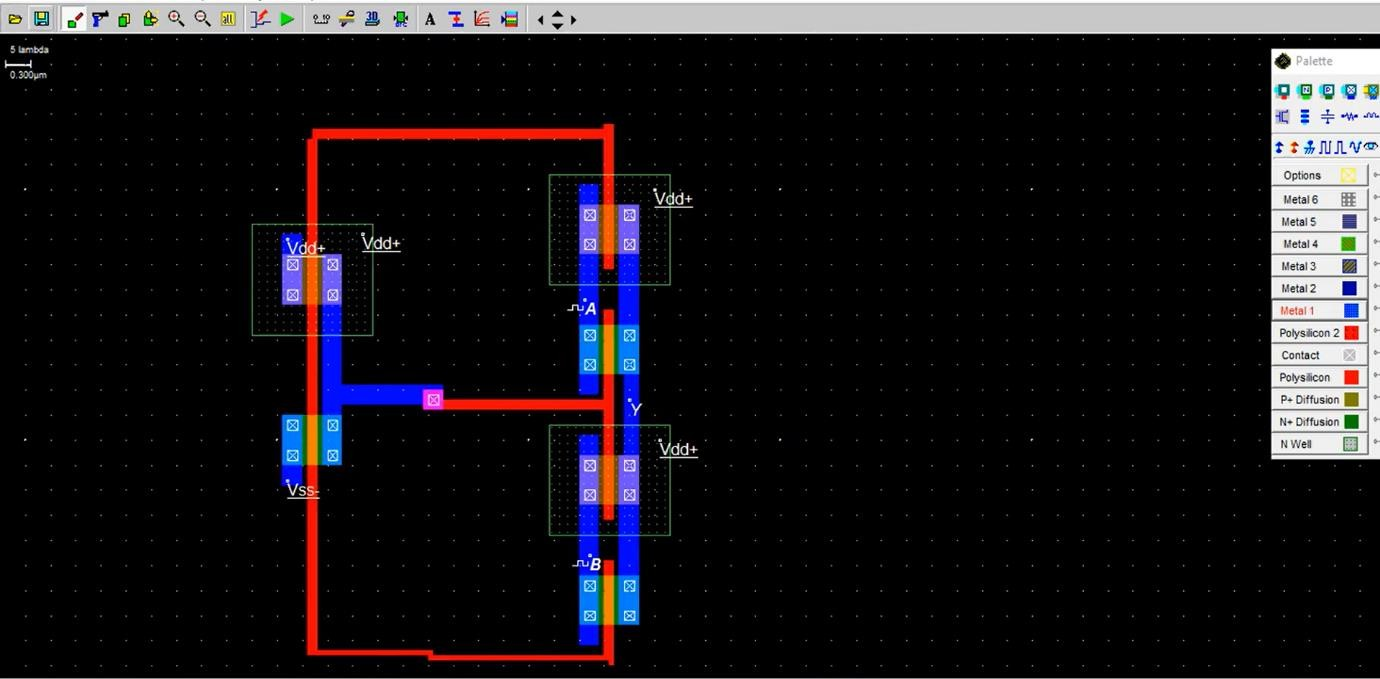 A
5 lambda
0.300µm
Palette
Options
Metal 6
Metal 5
Metal 4
Metal 3
Metal 2
Metal 1
Polysilicon 2
Contact
Polysilicon
P+ Diffusion
N+ Diffusion
N Well
Vdd+
Vdd+
Vdd+
A
Y
Vdd+
Vss-
B